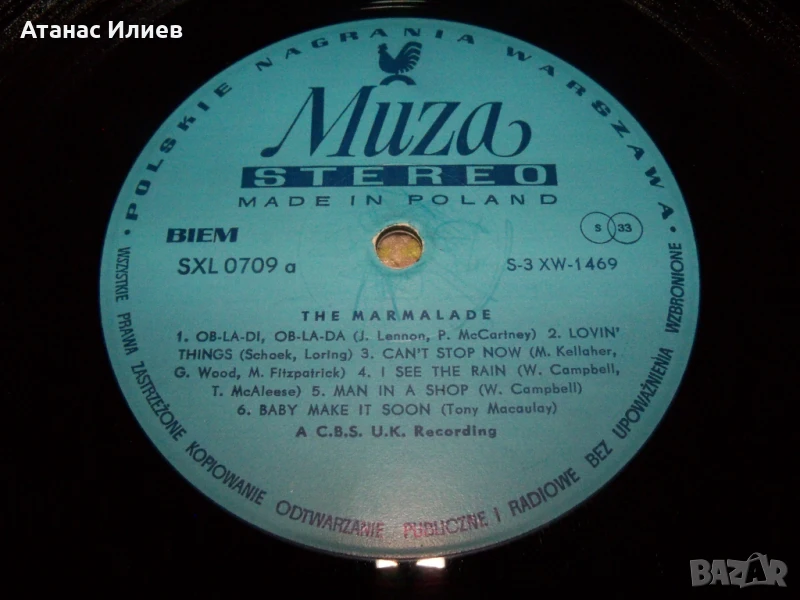 Атанас Илиев
• POLSKIE NAGRANIA WARSZAWA •
Muza
STEREO
MADE IN POLAND
BIEM
S 33
SXL 0709 a
S-3 XW-1469
THE MARMALADE
1. OB-LA-DI, OB-LA-DA (J. Lennon, P. McCartney) 2. LOVIN'
THINGS (Schoek, Loring) 3. CAN'T STOP NOW (M. Kellaher,
G. Wood, M. Fitzpatrick) 4. I SEE THE RAIN (W. Campbell,
T. McAleese) 5. MAN IN A SHOP (W. Campbell)
6. BABY MAKE IT SOON (Tony Macaulay)
A C.B.S. U.K. Recording
WSZYSTKIE PRAWA ZASTRZEŻONE KOPIOWANIE ODTWARZANIE PUBLICZNE I RADIOWE BEZ UPOWAŻNIENIA WZBRONIONE
BAZAR